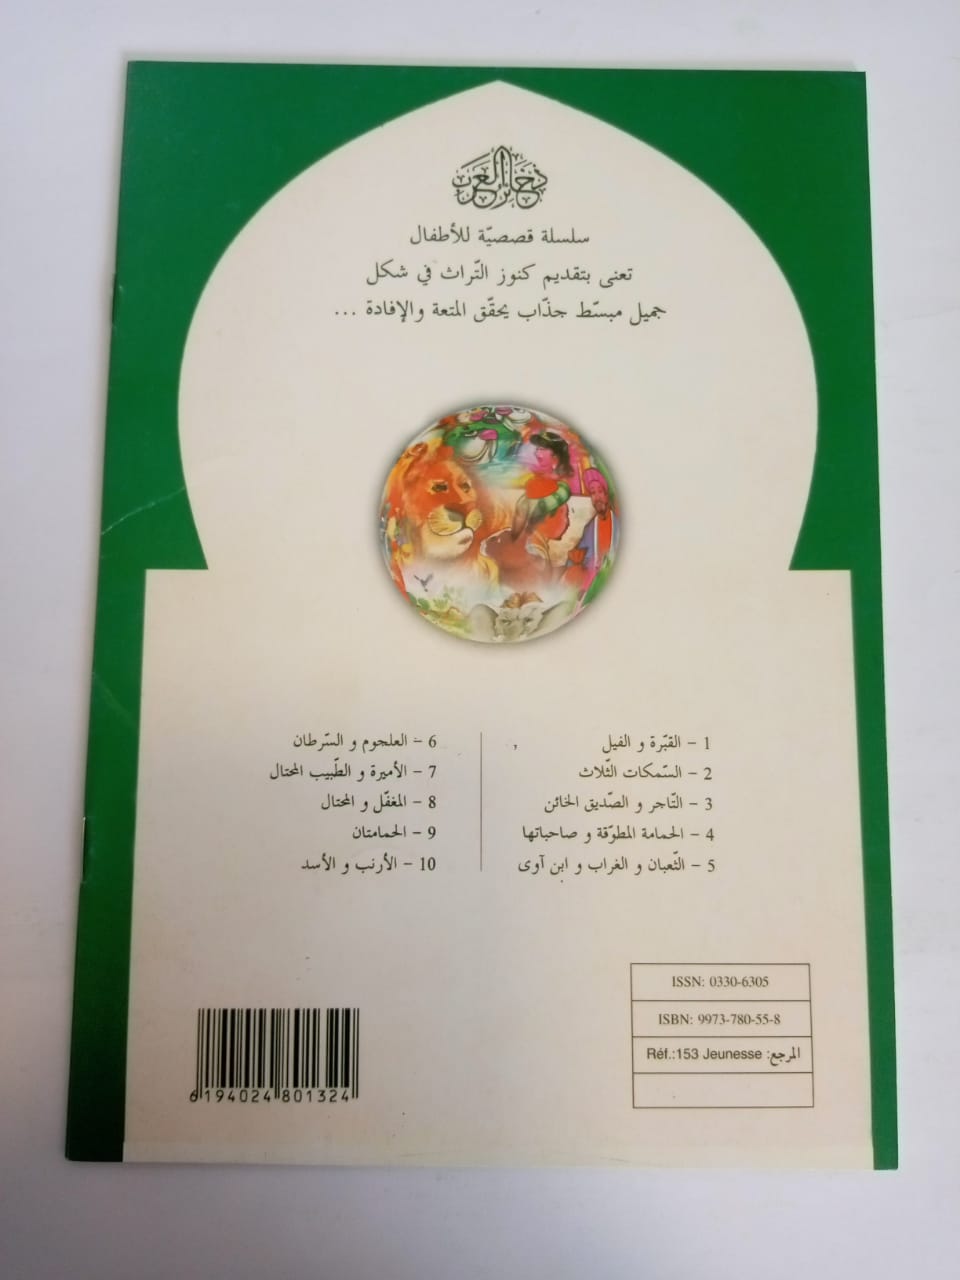 ذخائر العرب
سلسلة قصصيّة للأطفال
تعنى بتقديم كنوز التّراث في شكل
جميل مبسّط جذّاب يحقّق المتعة والإفادة ...
1 - القبّرة و الفيل
2 - السّمكات الثّلاث
3 - التّاجر و الصّديق الخائن
4 - الحمامة المطوّقة و صاحباتها
5 - الثّعبان و الغراب و ابن آوى
6 - العلجوم و السّرطان
7 - الأميرة و الطّبيب المحتال
8 - المغفّل و المحتال
9 - الحمامتان
10 - الأرنب و الأسد
ISSN: 0330-6305
ISBN: 9973-780-55-8
Réf.:153 Jeunesse :المرجع
6194024801324